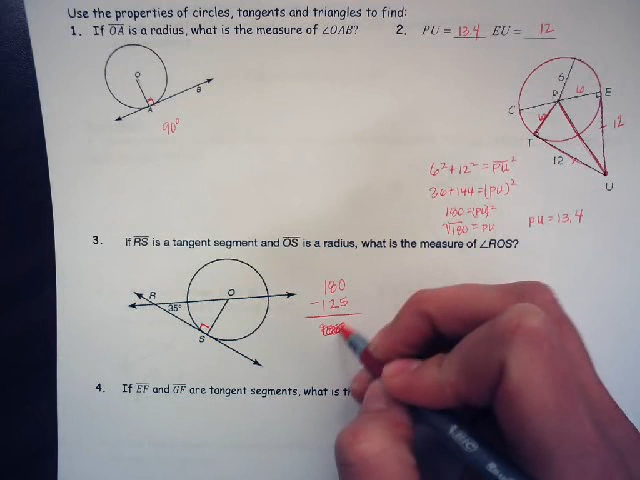 Use the properties of circles, tangents and triangles to find:
1. If OA is a radius, what is the measure of ∠OAB?
2. PU = 13.4 EU = 12
O
A
B
90°
6
P
6
E
C
6
T
12
12
U
6² + 12² = PU²
36 + 144 = (PU)²
180 = (PU)²
√180 = PU
PU = 13.4
3. If RS is a tangent segment and OS is a radius, what is the measure of ∠ROS?
R
O
35°
S
180
- 125
4. If EF and GF are tangent segments, what is